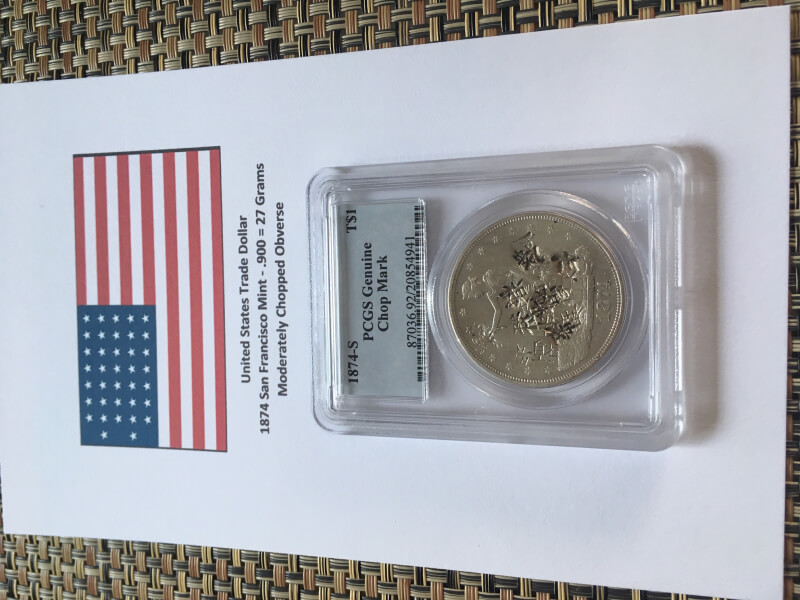 United States Trade Dollar
1874 San Francisco Mint - .900 = 27 Grams
Moderately Chopped Obverse
1874-S T$1
PCGS Genuine
Chop Mark
87036.92/20854941
1874